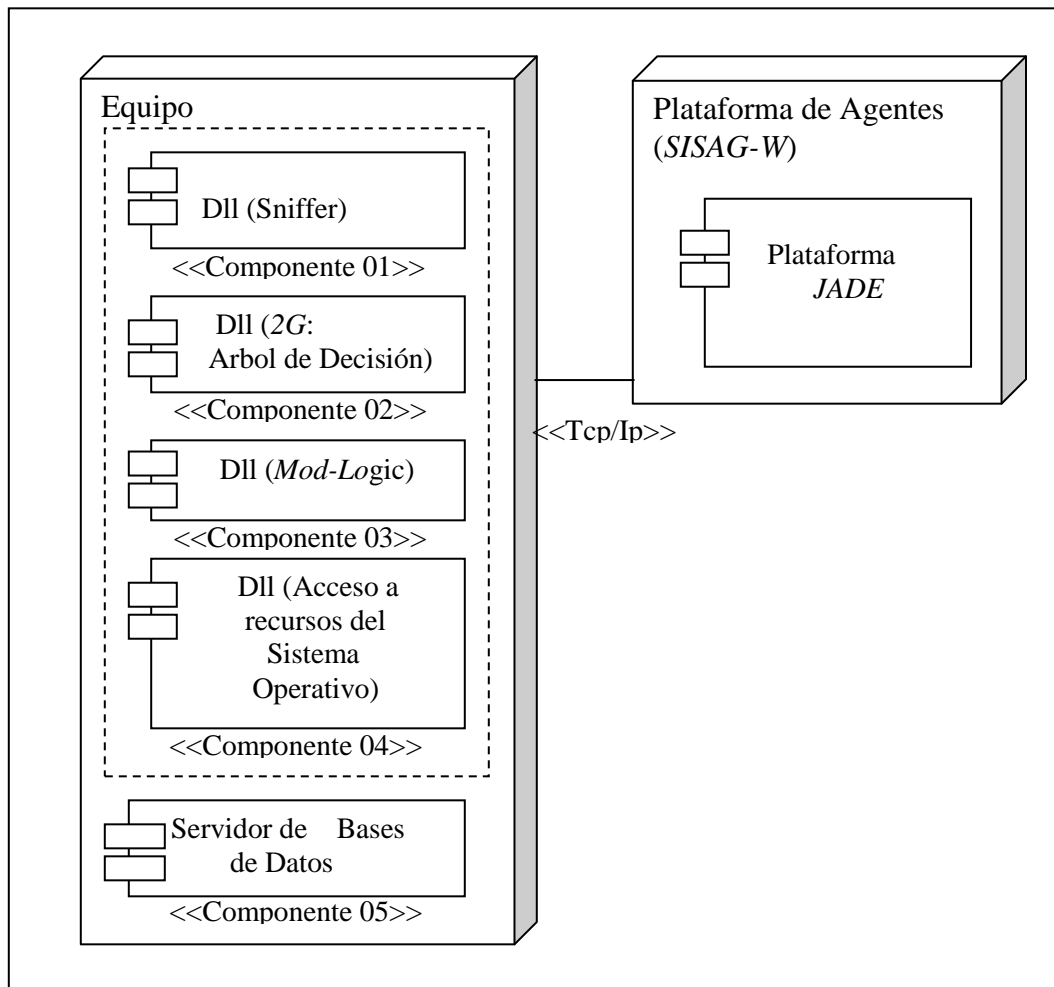 Equipo
Dll (Sniffer)
<<Componente 01>>
Dll (2G:
Arbol de Decisión)
<<Componente 02>>
Dll (Mod-Logic)
<<Componente 03>>
Dll (Acceso a
recursos del
Sistema
Operativo)
<<Componente 04>>
Servidor de Bases
de Datos
<<Componente 05>>
<<Tcp/Ip>>
Plataforma de Agentes
(SISAG-W)
Plataforma
JADE